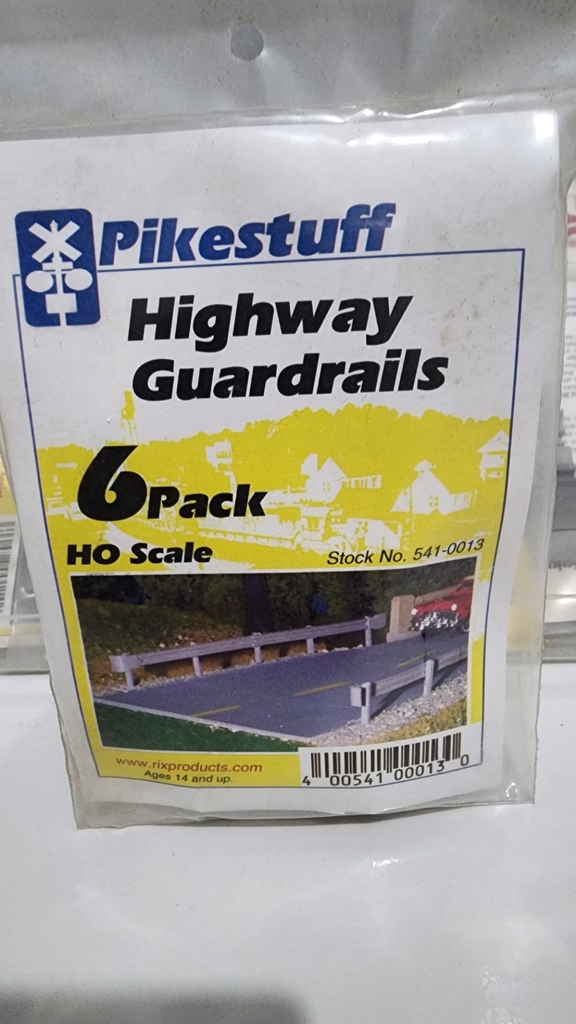 Pikestuff
Highway
Guardrails
6 Pack
HO Scale
Stock No. 541-0013
www.rixproducts.com
Ages 14 and up.
4 00541 00013 0